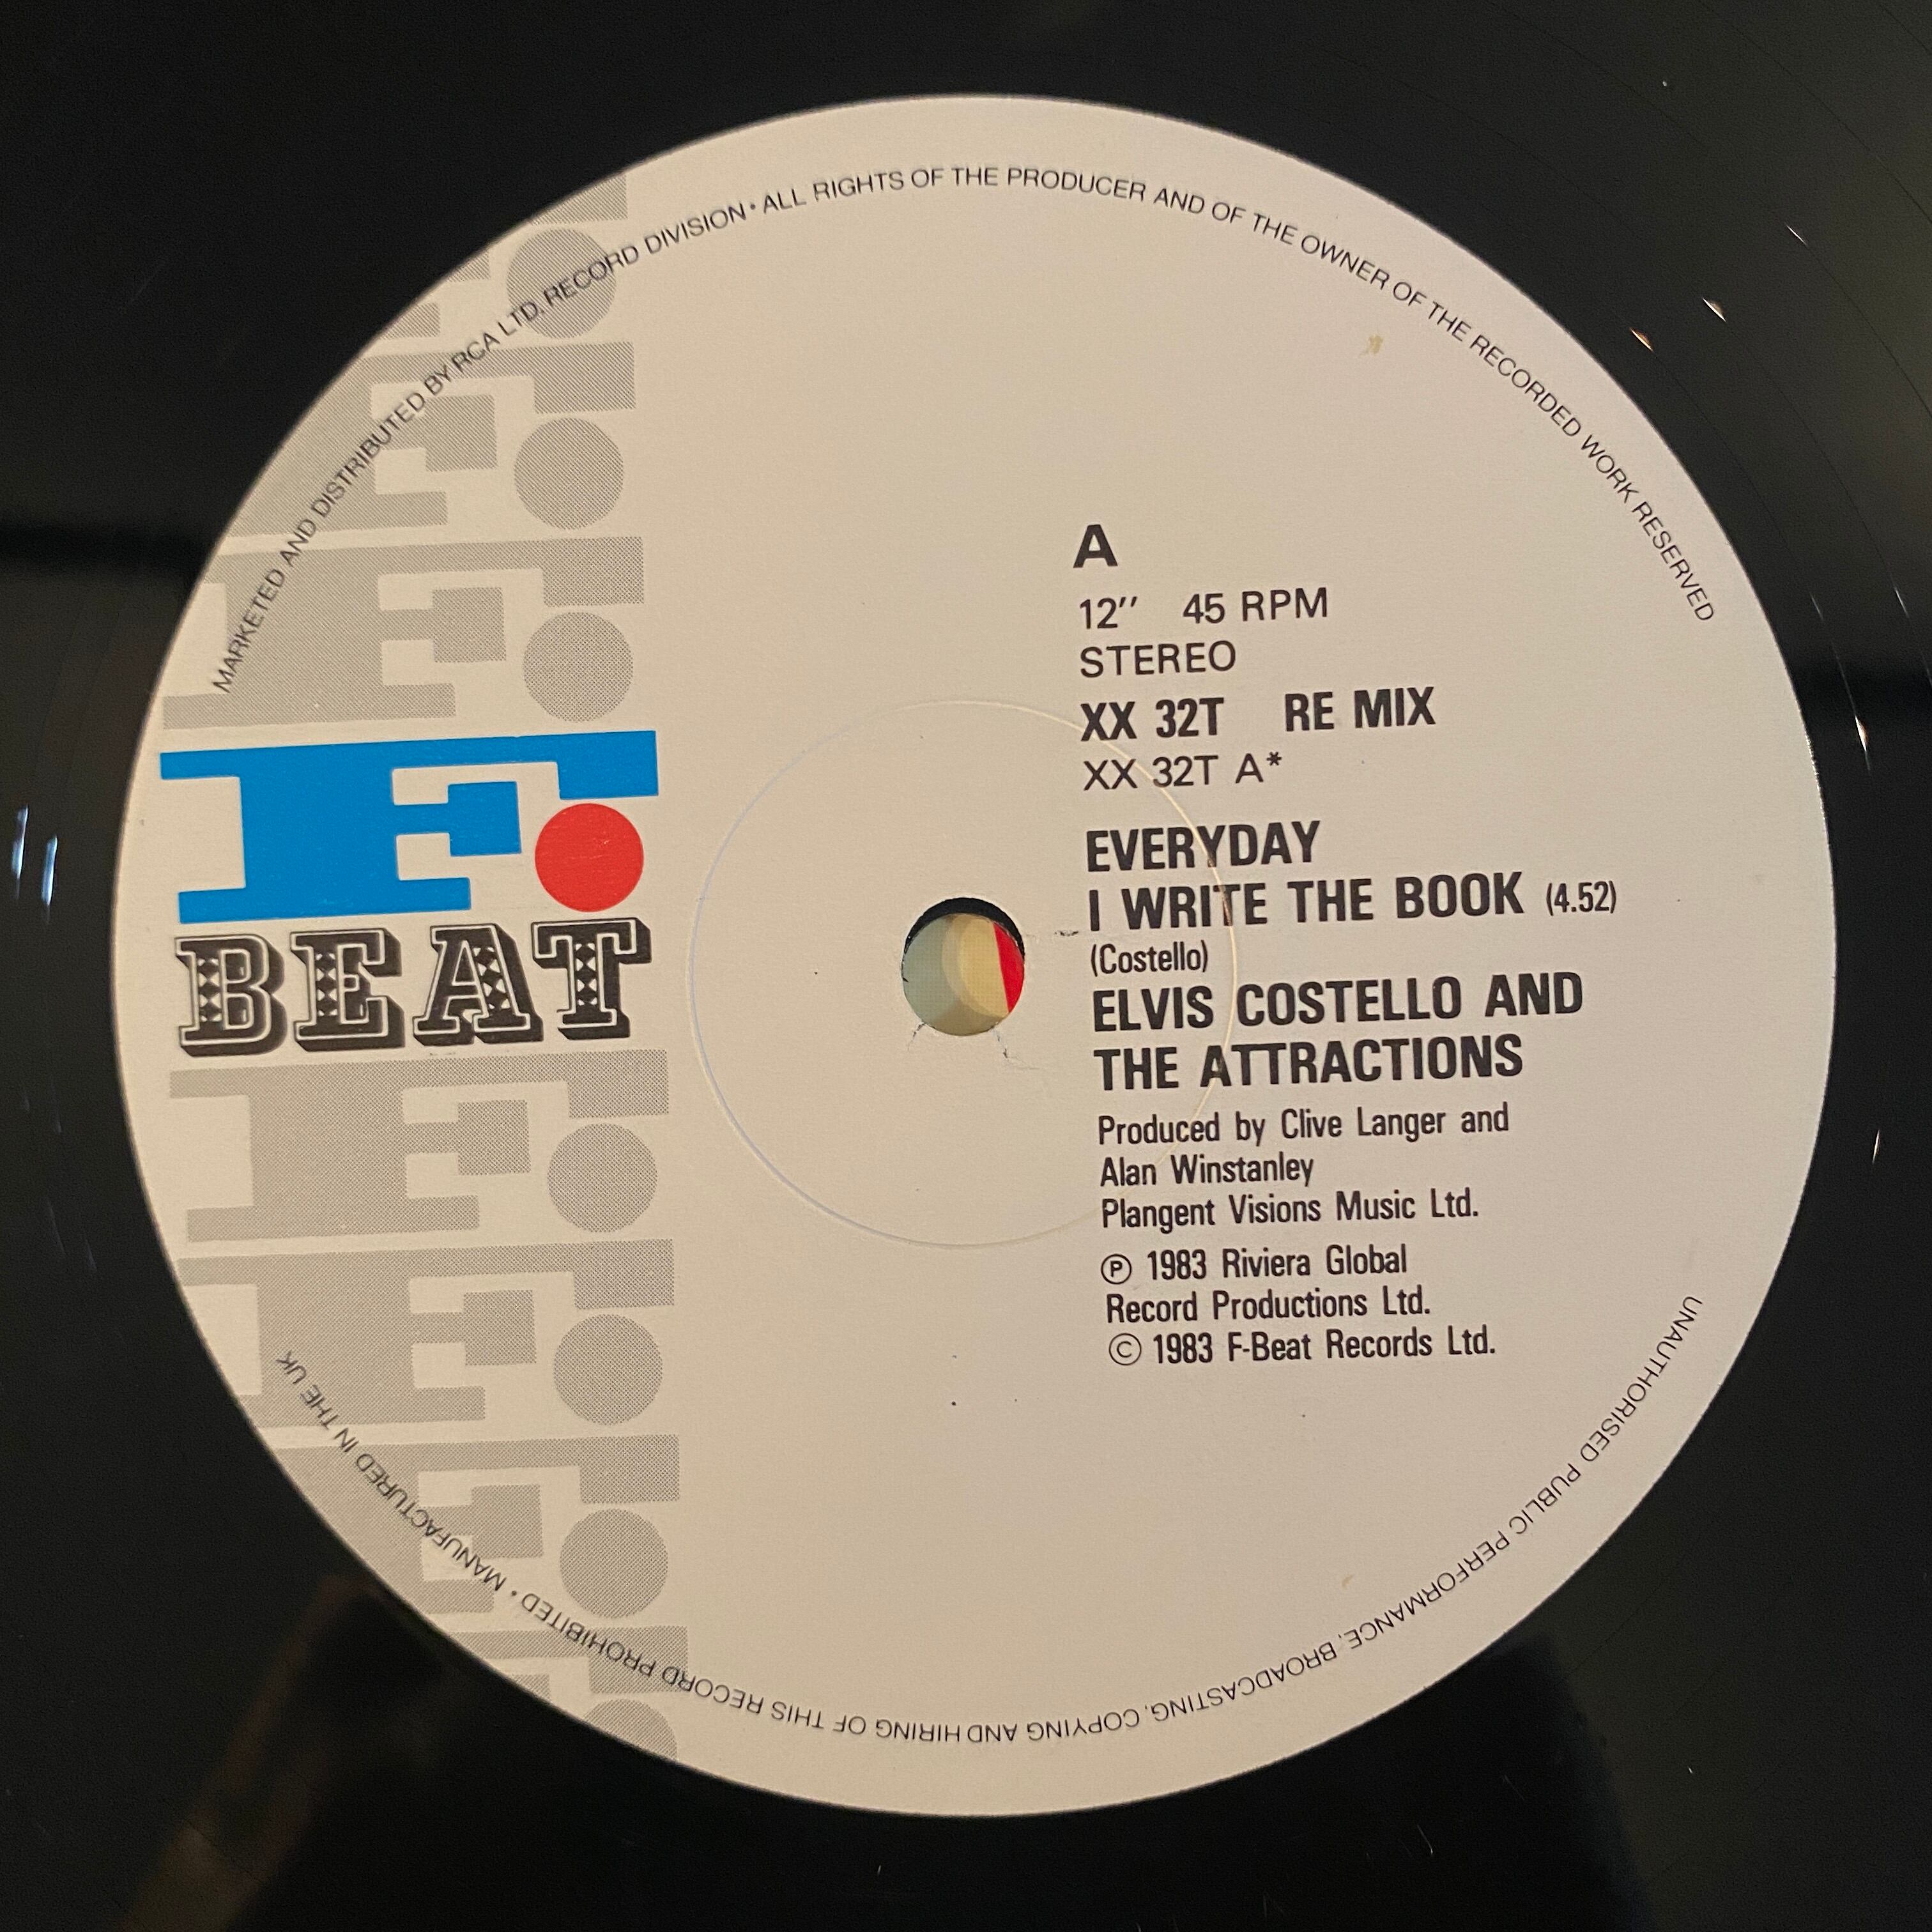 MARKETED AND DISTRIBUTED BY RCA LTD. RECORD DIVISION • ALL RIGHTS OF THE PRODUCER AND OF THE OWNER OF THE RECORDED WORK RESERVED
F.
BEAT
A
12″ 45 RPM
STEREO
XX 32T RE MIX
XX 32T A*
EVERYDAY
I WRITE THE BOOK (4.52)
(Costello)
ELVIS COSTELLO AND
THE ATTRACTIONS
Produced by Clive Langer and
Alan Winstanley
Plangent Visions Music Ltd.
℗ 1983 Riviera Global
Record Productions Ltd.
© 1983 F-Beat Records Ltd.
UNAUTHORISED PUBLIC PERFORMANCE, BROADCASTING, COPYING AND HIRING OF THIS RECORD PROHIBITED • MANUFACTURED IN THE UK